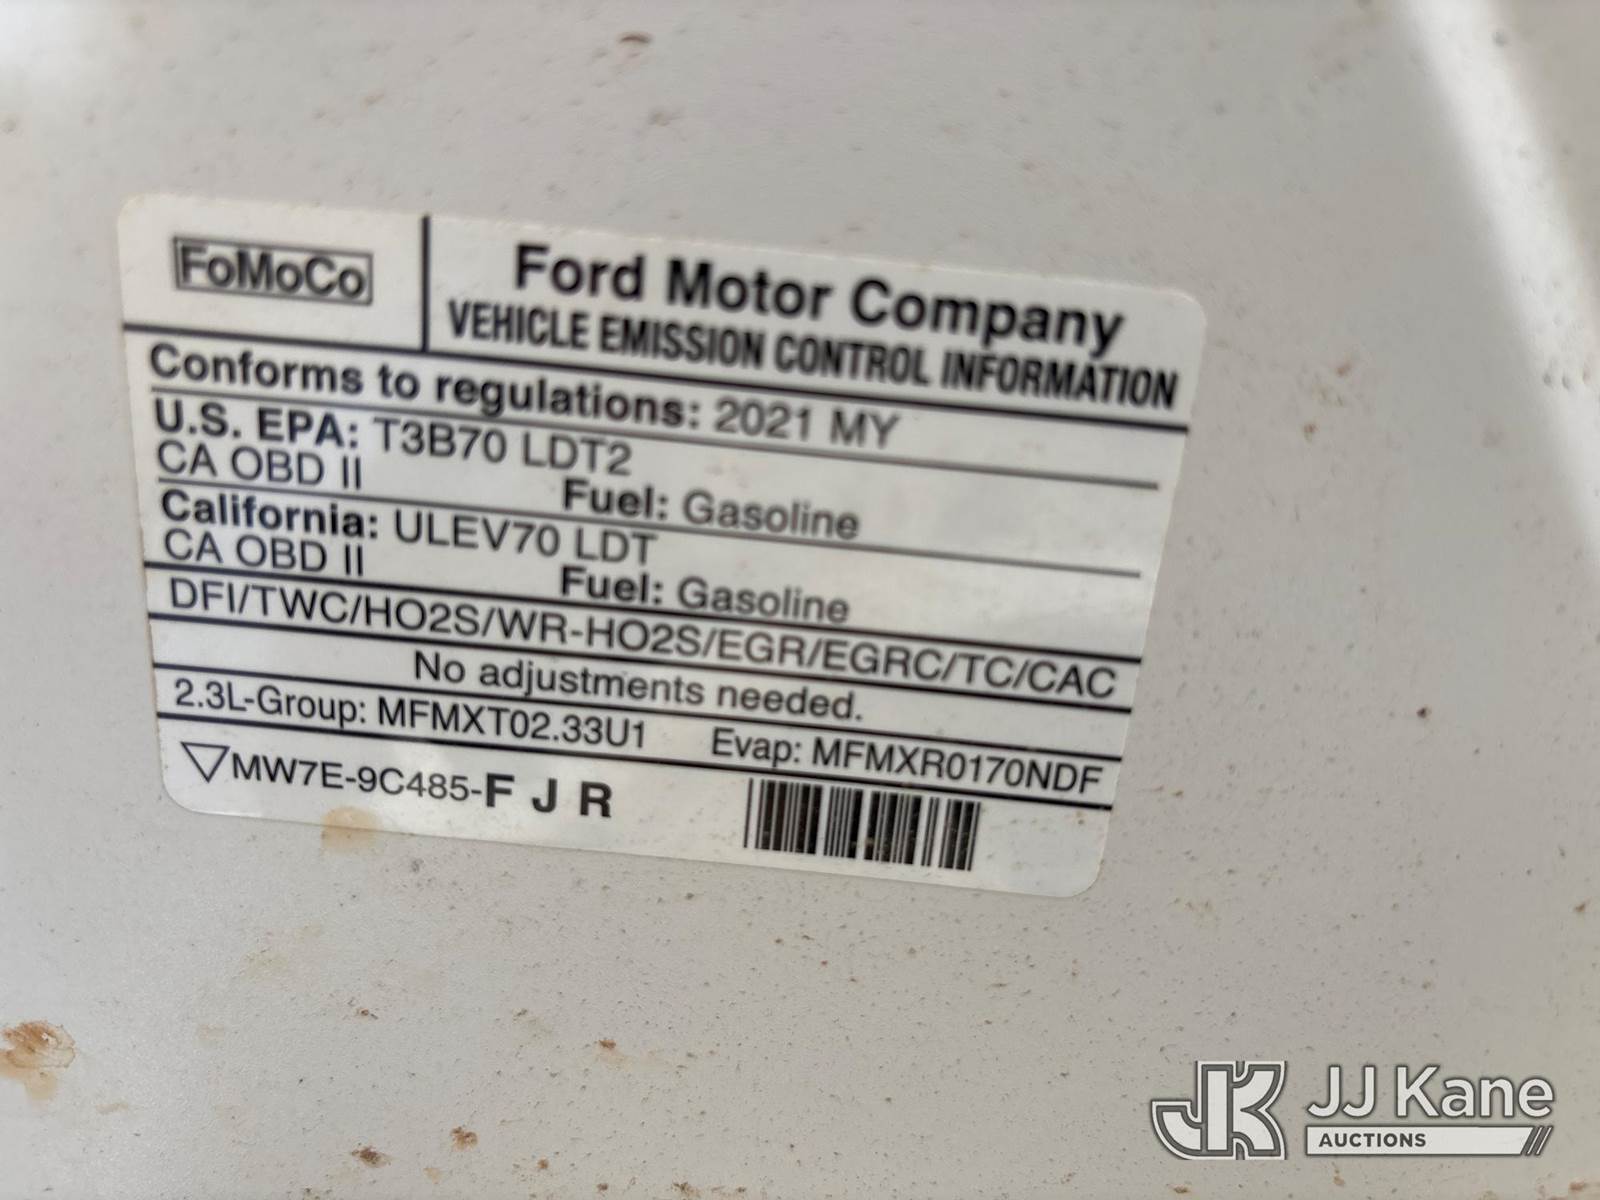 FoMoCo
Ford Motor Company
VEHICLE EMISSION CONTROL INFORMATION
Conforms to regulations: 2021 MY
U.S. EPA: T3B70 LDT2
CA OBD II Fuel: Gasoline
California: ULEV70 LDT
CA OBD II Fuel: Gasoline
DFI/TWC/HO2S/WR-HO2S/EGR/EGRC/TC/CAC
No adjustments needed.
2.3L-Group: MFMXT02.33U1 Evap: MFMXR0170NDF
MW7E-9C485-F J R
JK JJ Kane
AUCTIONS